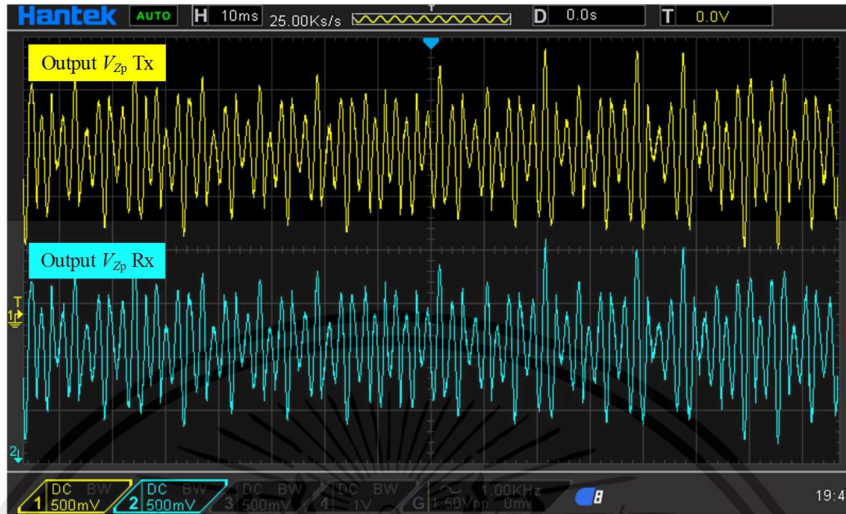 Hantek AUTO H 10ms 25.00Ks/s T D 0.0s T 0.0V
Output VZp Tx
Output VZp Rx
T
1
2
1 DC BW 500mV 2 DC BW 500mV 3 DC BW 500mV 4 DC BW 1V G 1.50Vpp 1.00KHz 0mV 19:4